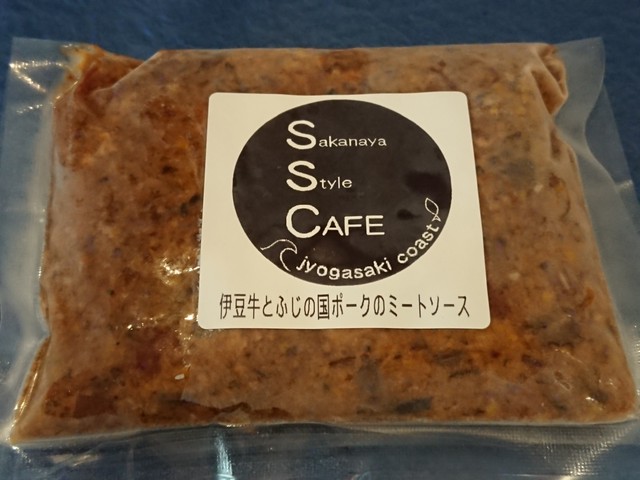 Sakanaya
Style
CAFE
jyogasaki coast
伊豆牛とふじの国ポークのミートソース